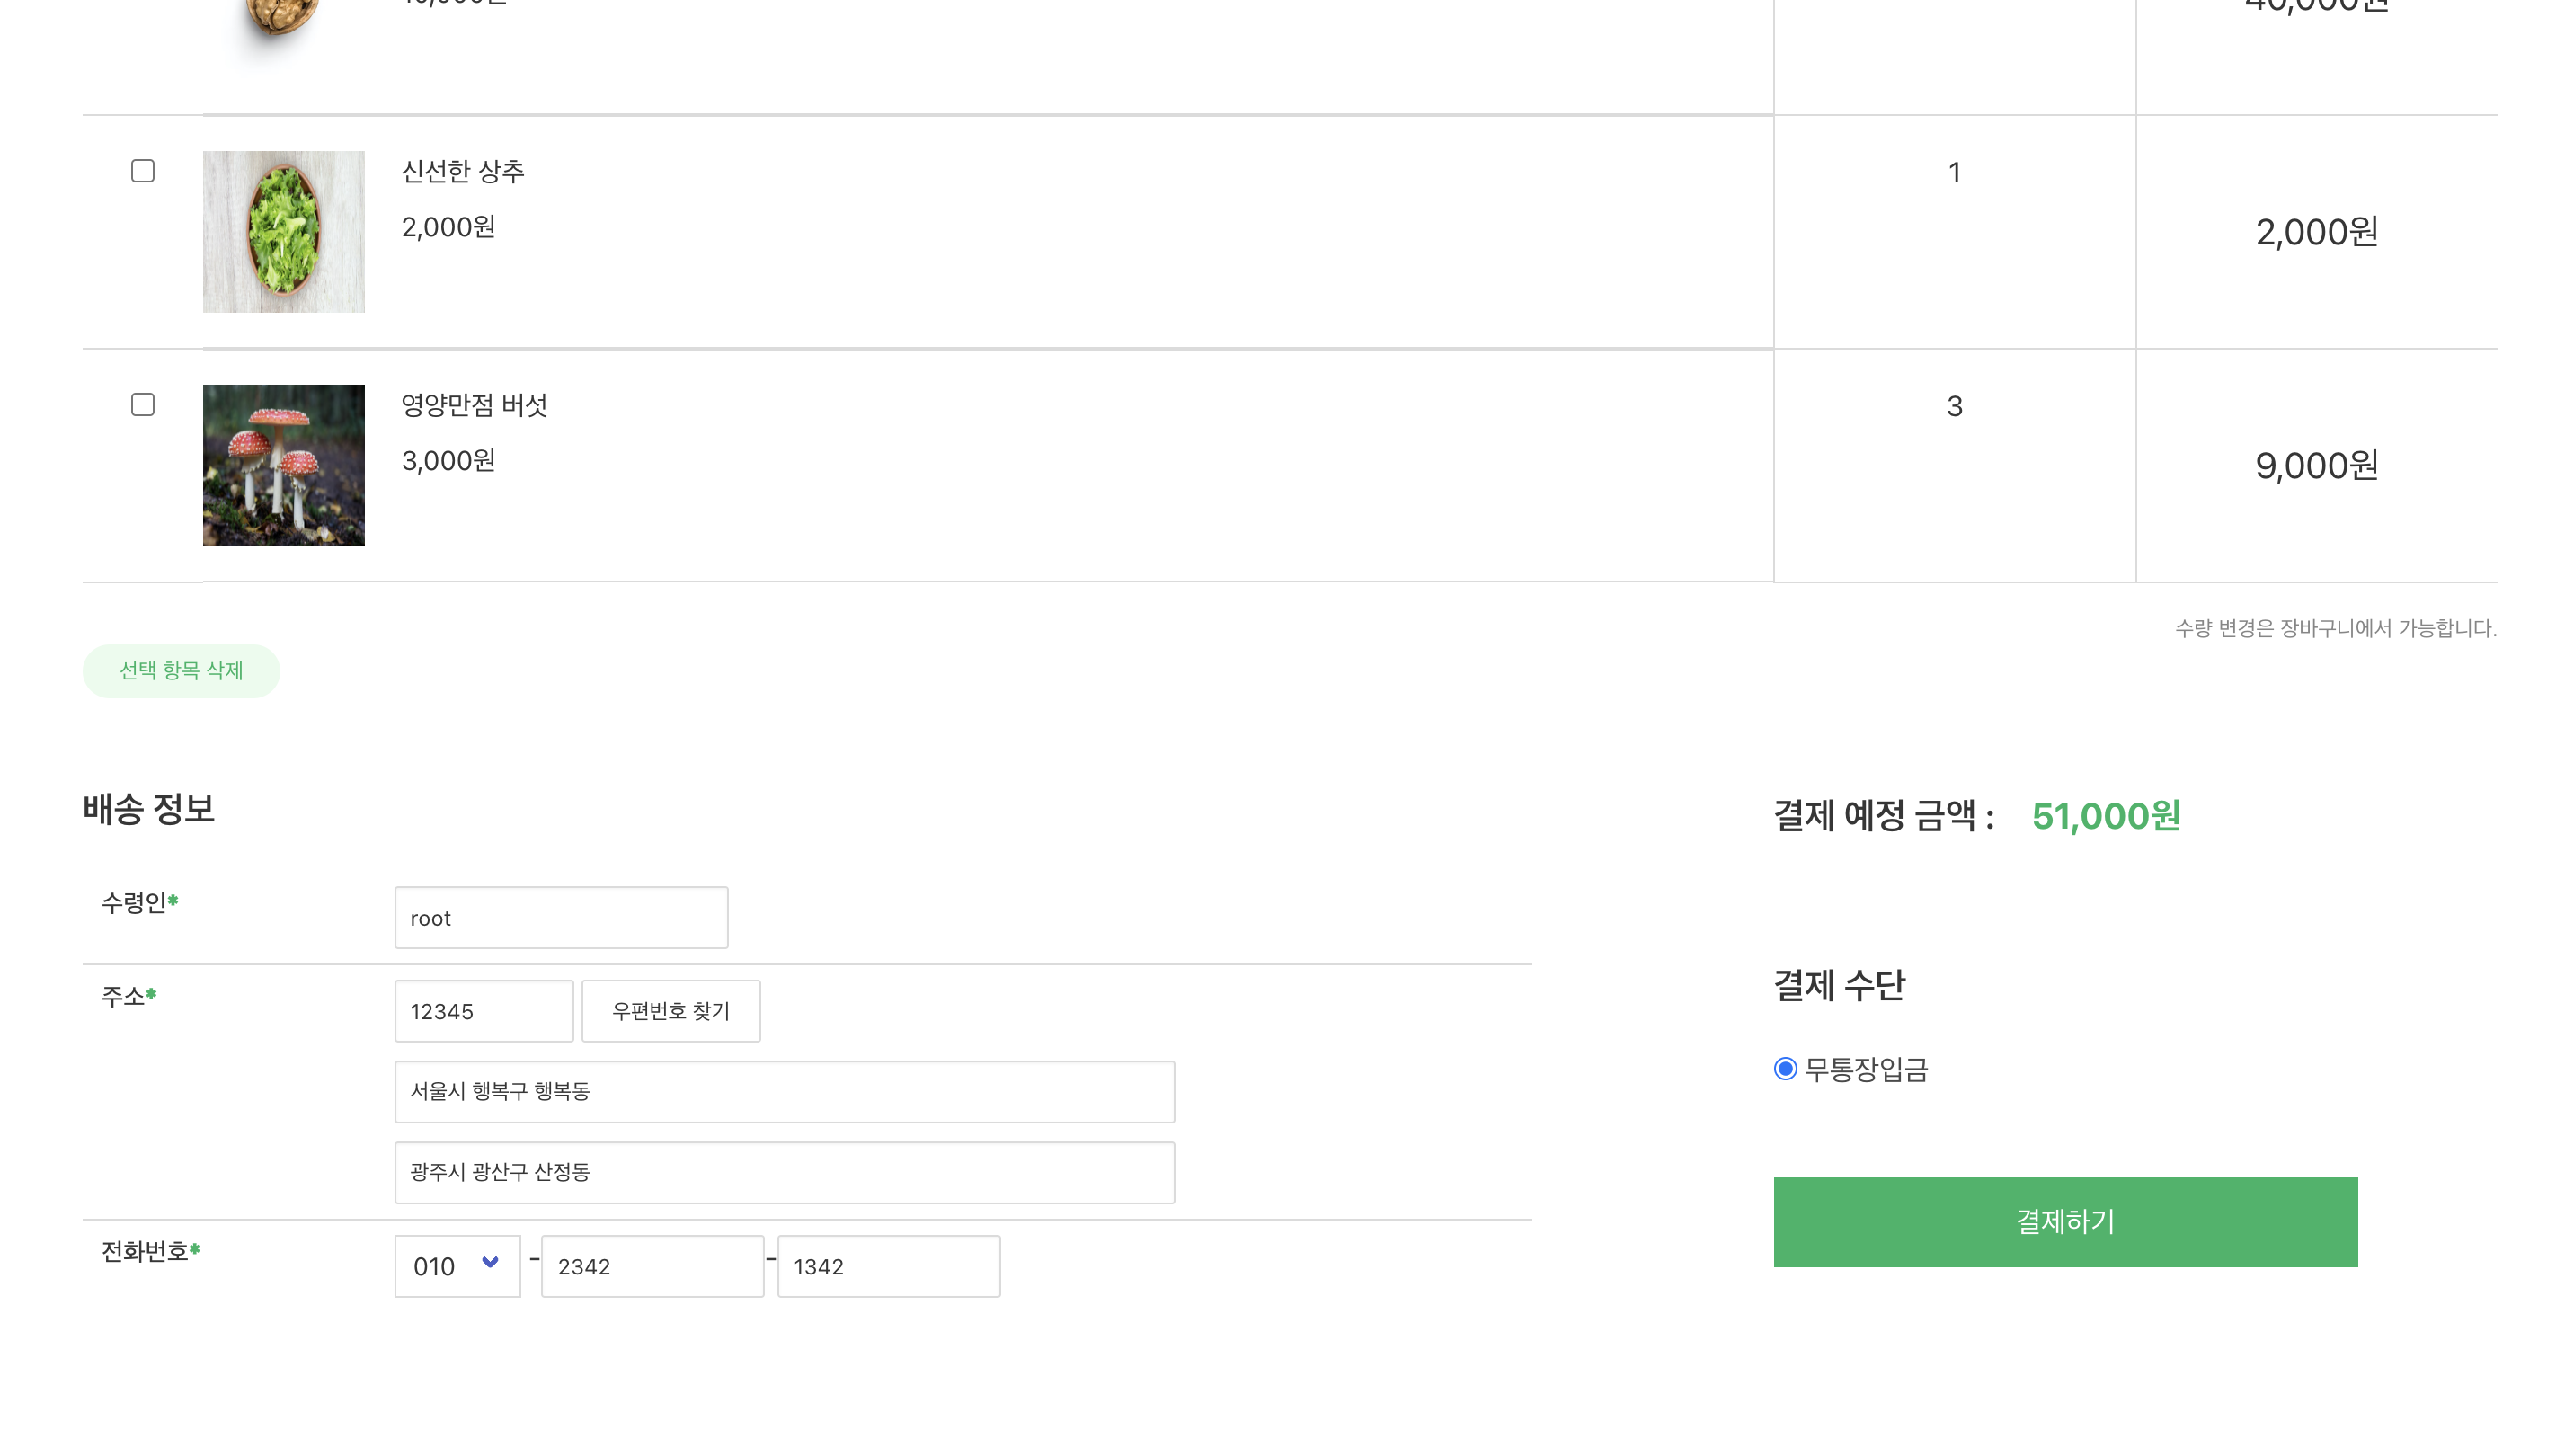 40,000원
신선한 상추
1
2,000원
2,000원
영양만점 버섯
3
3,000원
9,000원
수량 변경은 장바구니에서 가능합니다.
선택 항목 삭제
배송 정보
결제 예정 금액 : 51,000원
수령인*
root
주소*
12345
우편번호 찾기
서울시 행복구 행복동
광주시 광산구 산정동
전화번호*
010 - 2342 - 1342
결제 수단
무통장입금
결제하기